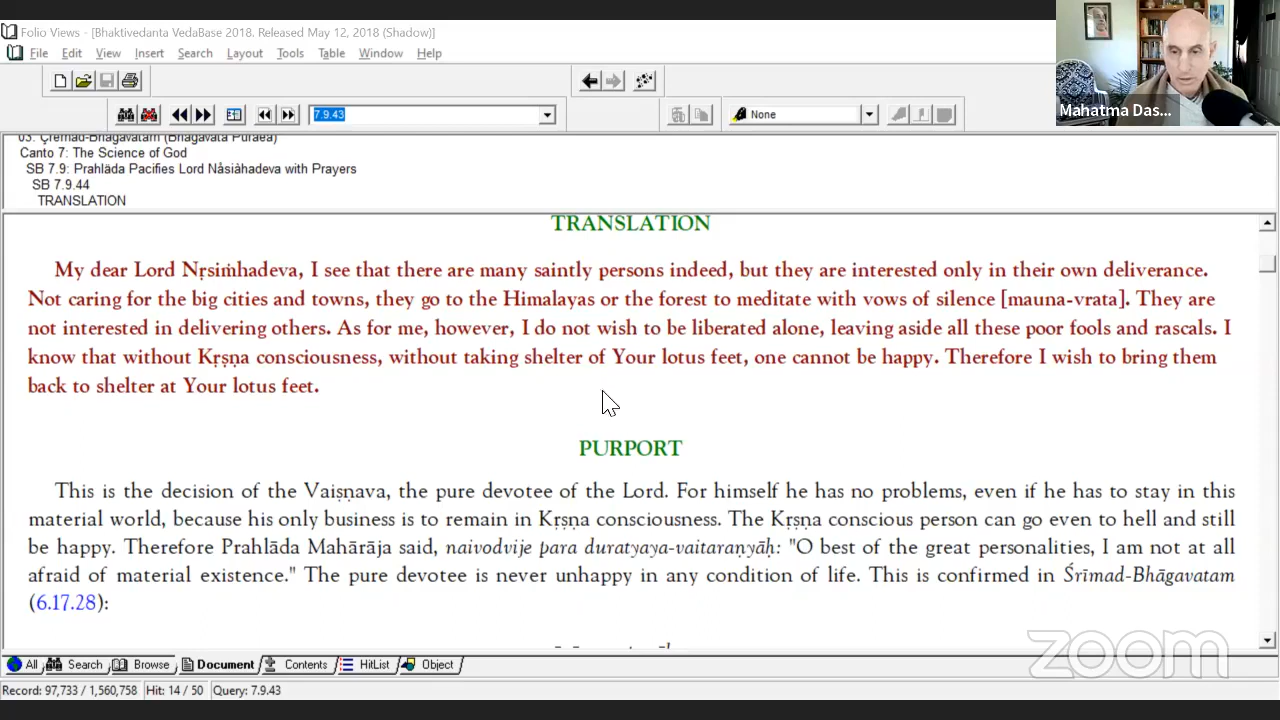 Folio Views - [Bhaktivedanta VedaBase 2018. Released May 12, 2018 (Shadow)]
File Edit View Insert Search Layout Tools Table Window Help
7.9.43
None
Mahatma Das...
03. Çrémad-Bhägavatam (Bhägavata Puräëa)
Canto 7: The Science of God
SB 7.9: Prahläda Pacifies Lord Nåsiàhadeva with Prayers
SB 7.9.44
TRANSLATION
TRANSLATION
My dear Lord Nṛsiṁhadeva, I see that there are many saintly persons indeed, but they are interested only in their own deliverance.
Not caring for the big cities and towns, they go to the Himalayas or the forest to meditate with vows of silence [mauna-vrata]. They are
not interested in delivering others. As for me, however, I do not wish to be liberated alone, leaving aside all these poor fools and rascals. I
know that without Kṛṣṇa consciousness, without taking shelter of Your lotus feet, one cannot be happy. Therefore I wish to bring them
back to shelter at Your lotus feet.
PURPORT
This is the decision of the Vaiṣṇava, the pure devotee of the Lord. For himself he has no problems, even if he has to stay in this
material world, because his only business is to remain in Kṛṣṇa consciousness. The Kṛṣṇa conscious person can go even to hell and still
be happy. Therefore Prahlāda Mahārāja said, naivodvije para duratyaya-vaitaraṇyāḥ: "O best of the great personalities, I am not at all
afraid of material existence." The pure devotee is never unhappy in any condition of life. This is confirmed in Śrīmad-Bhāgavatam
(6.17.28):
zoom
All Search Browse Document Contents HitList Object
Record: 97,733 / 1,560,758 Hit: 14 / 50 Query: 7.9.43